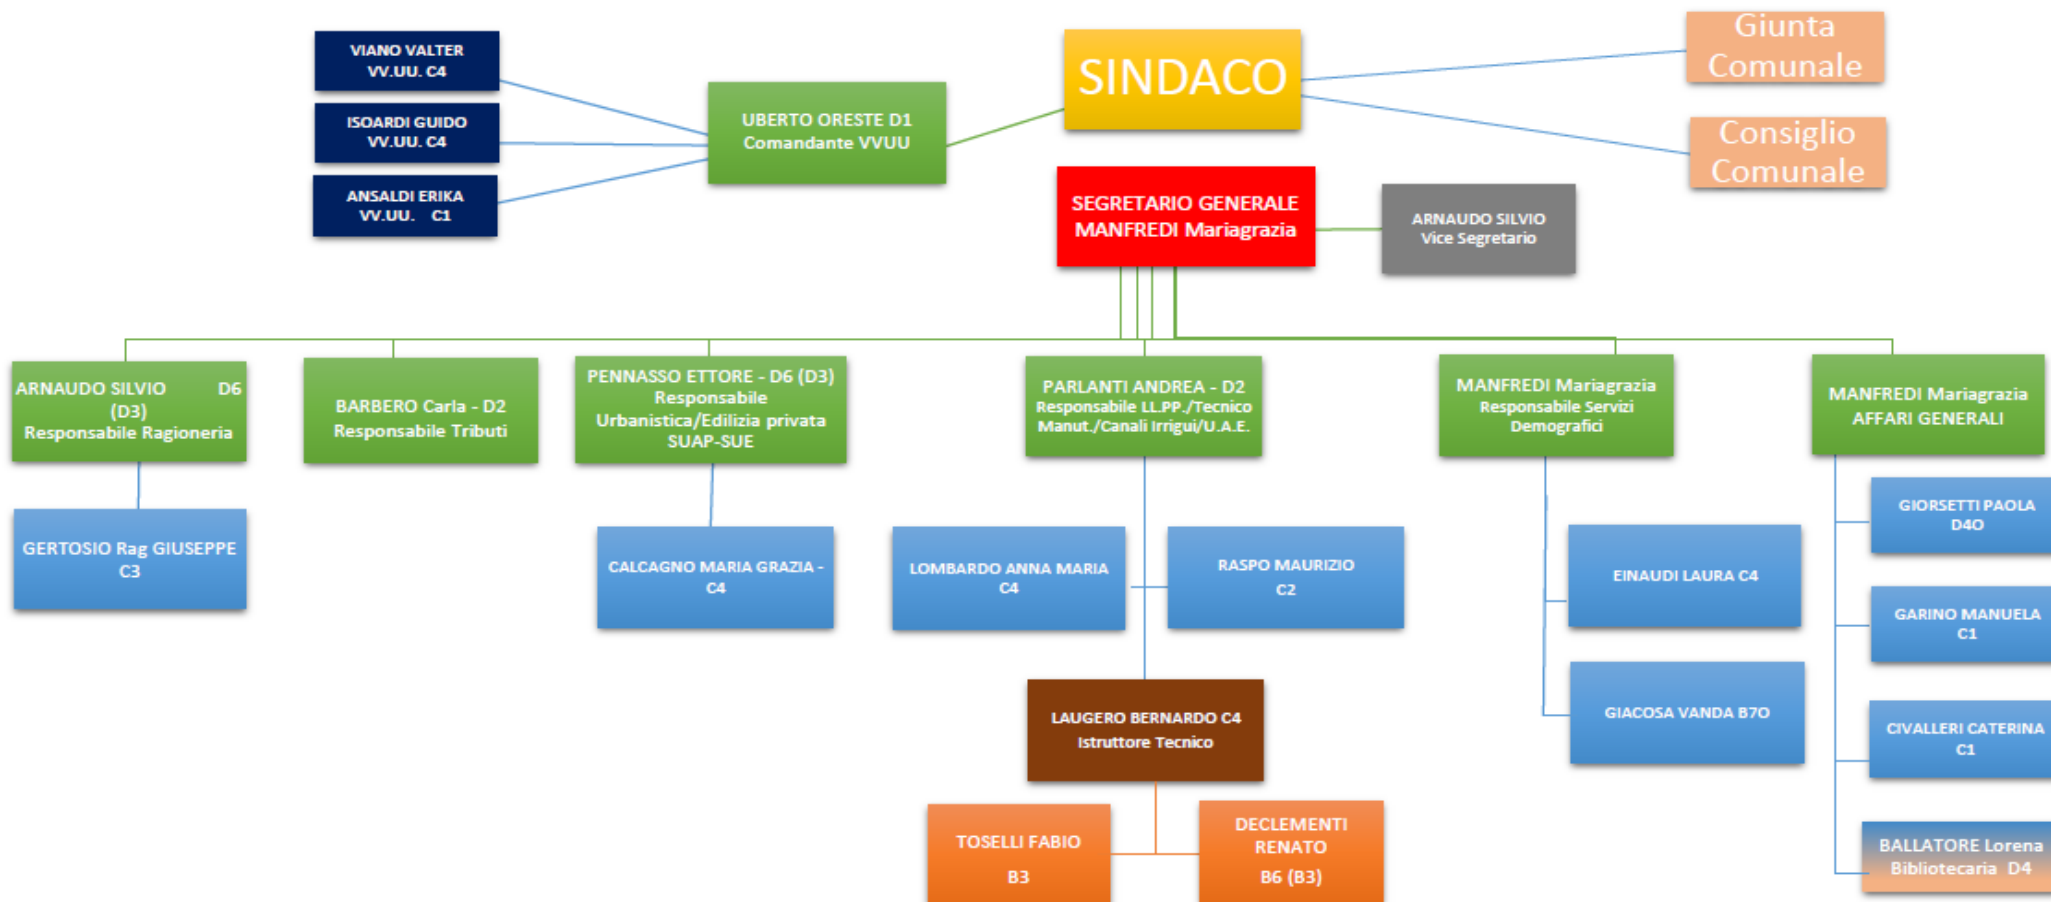 VIANO VALTER
VV.UU. C4
ISOARDI GUIDO
VV.UU. C4
ANSALDI ERIKA
VV.UU. C1
UBERTO ORESTE D1
Comandante VVUU
SINDACO
Giunta
Comunale
Consiglio
Comunale
SEGRETARIO GENERALE
MANFREDI Mariagrazia
ARNAUDO SILVIO
Vice Segretario
ARNAUDO SILVIO D6
(D3)
Responsabile Ragioneria
BARBERO Carla - D2
Responsabile Tributi
PENNASSO ETTORE - D6 (D3)
Responsabile
Urbanistica/Edilizia privata
SUAP-SUE
PARLANTI ANDREA - D2
Responsabile LL.PP./Tecnico
Manut./Canali Irrigui/U.A.E.
MANFREDI Mariagrazia
Responsabile Servizi
Demografici
MANFREDI Mariagrazia
AFFARI GENERALI
GERTOSIO Rag GIUSEPPE
C3
CALCAGNO MARIA GRAZIA -
C4
LOMBARDO ANNA MARIA
C4
RASPO MAURIZIO
C2
EINAUDI LAURA C4
GIACOSA VANDA B7O
GIORSETTI PAOLA
D4O
GARINO MANUELA
C1
CIVALLERI CATERINA
C1
BALLATORE Lorena
Bibliotecaria D4
LAUGERO BERNARDO C4
Istruttore Tecnico
TOSELLI FABIO
B3
DECLEMENTI
RENATO
B6 (B3)